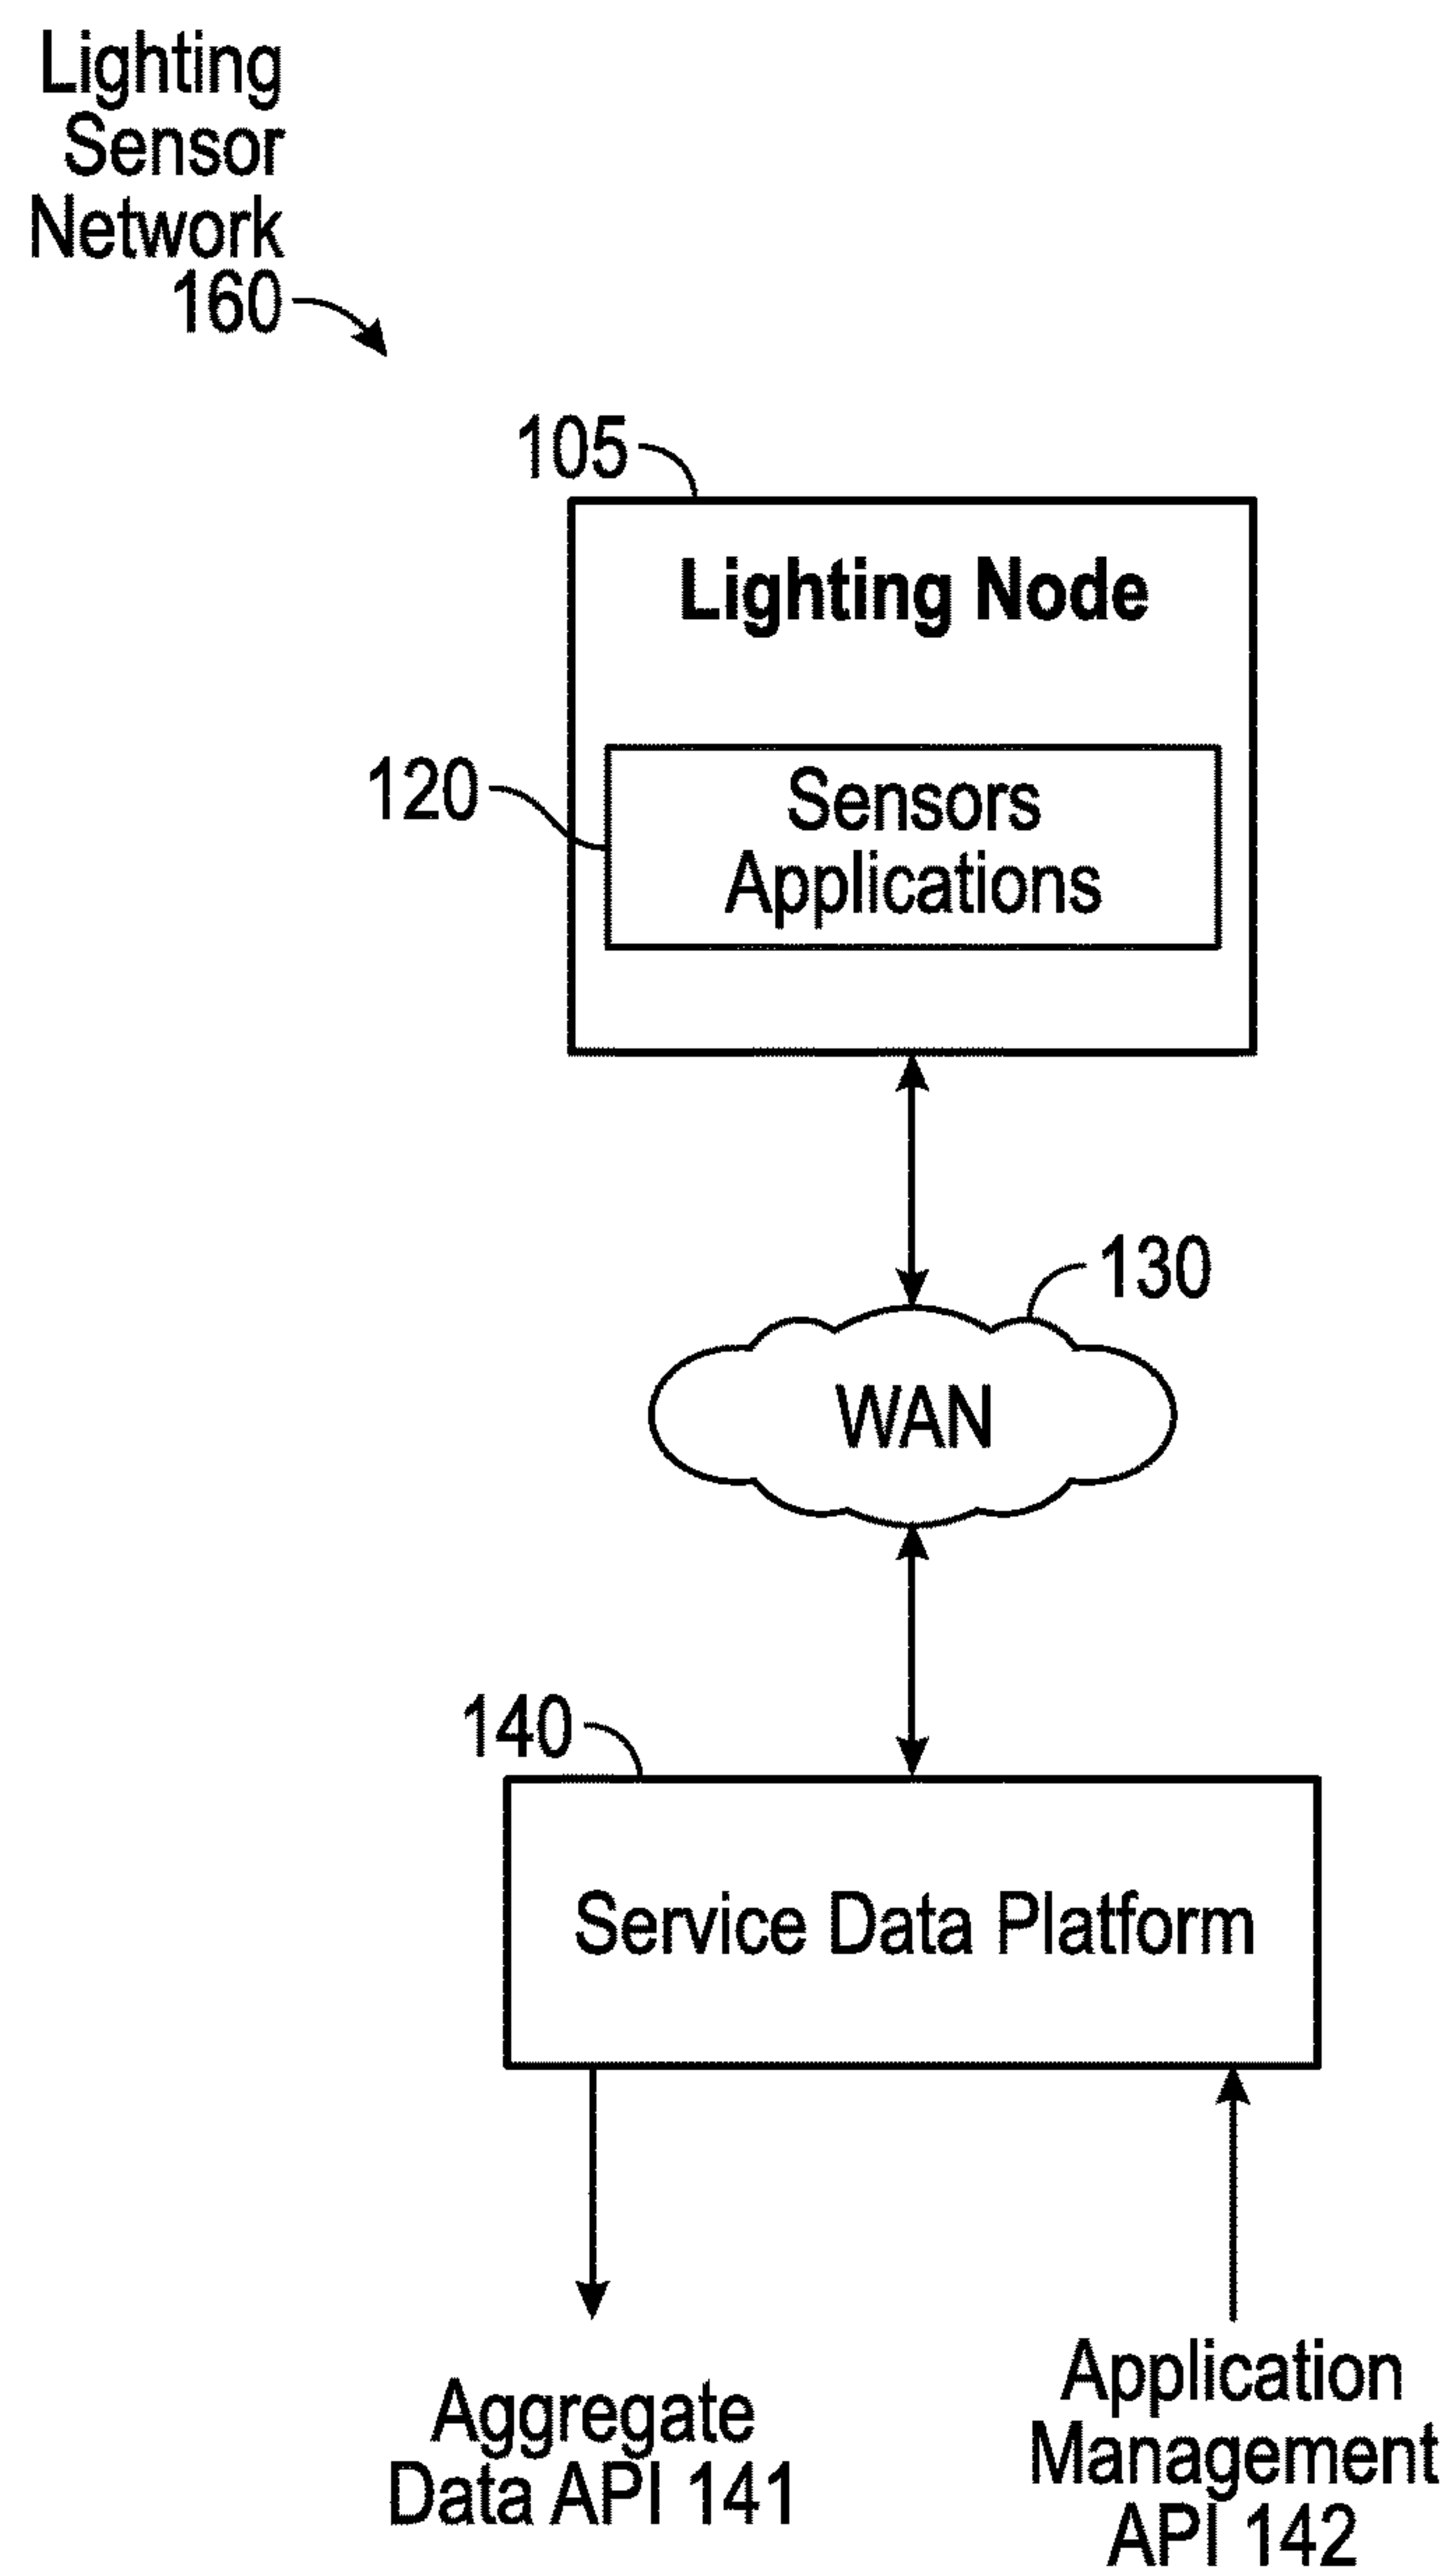 Lighting
Sensor
Network
160
105
Lighting Node
120
Sensors
Applications
130
WAN
140
Service Data Platform
Aggregate
Data API 141
Application
Management
API 142